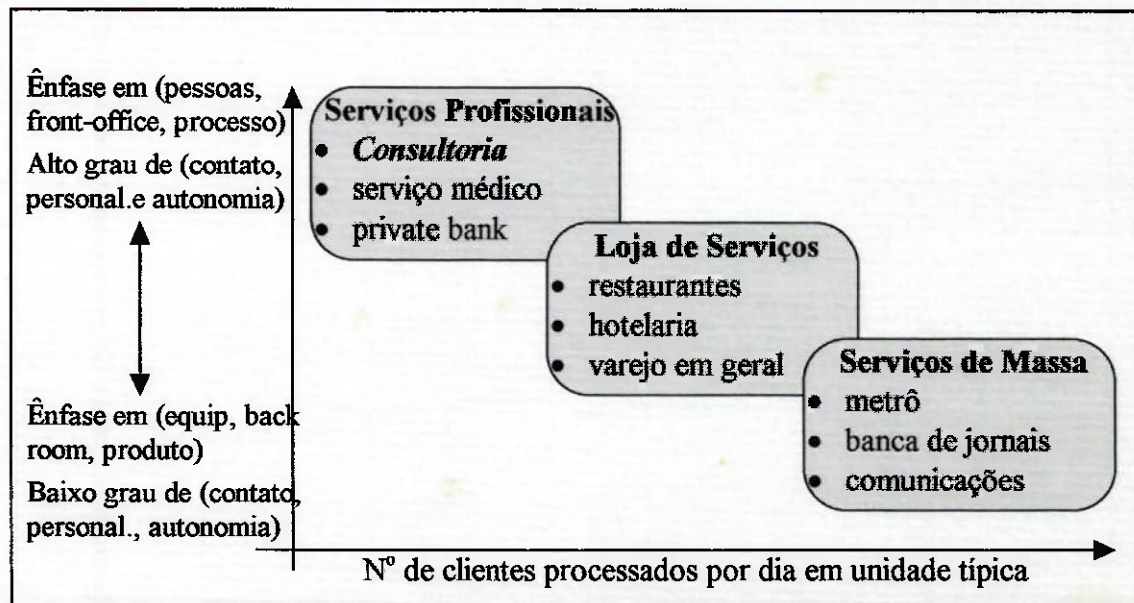 Ênfase em (pessoas,
front-office, processo)
Alto grau de (contato,
personal.e autonomia)
Ênfase em (equip, back
room, produto)
Baixo grau de (contato,
personal., autonomia)
Serviços Profissionais
• Consultoria
• serviço médico
• private bank
Loja de Serviços
• restaurantes
• hotelaria
• varejo em geral
Serviços de Massa
• metrô
• banca de jornais
• comunicações
Nº de clientes processados por dia em unidade típica